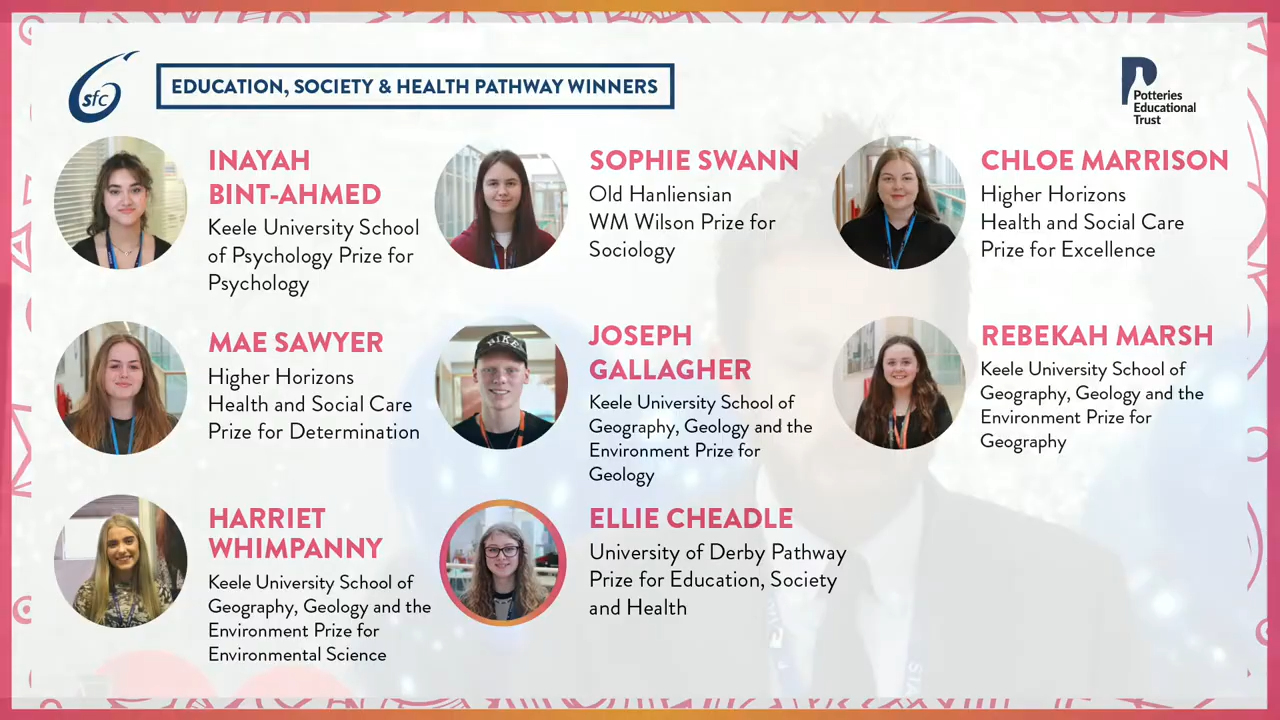 sfc
EDUCATION, SOCIETY & HEALTH PATHWAY WINNERS
Potteries
Educational
Trust
INAYAH
BINT-AHMED
Keele University School
of Psychology Prize for
Psychology
SOPHIE SWANN
Old Hanliensian
WM Wilson Prize for
Sociology
CHLOE MARRISON
Higher Horizons
Health and Social Care
Prize for Excellence
MAE SAWYER
Higher Horizons
Health and Social Care
Prize for Determination
NIKE
JOSEPH
GALLAGHER
Keele University School of
Geography, Geology and the
Environment Prize for
Geology
REBEKAH MARSH
Keele University School of
Geography, Geology and the
Environment Prize for
Geography
HARRIET
WHIMPANNY
Keele University School of
Geography, Geology and the
Environment Prize for
Environmental Science
ELLIE CHEADLE
University of Derby Pathway
Prize for Education, Society
and Health